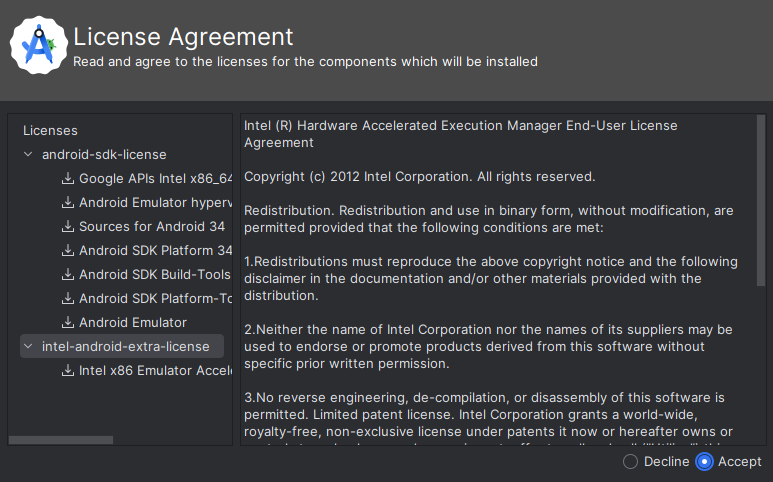 License Agreement
Read and agree to the licenses for the components which will be installed
Licenses
android-sdk-license
Google APIs Intel x86_64
Android Emulator hyperv
Sources for Android 34
Android SDK Platform 34
Android SDK Build-Tools
Android SDK Platform-To
Android Emulator
intel-android-extra-license
Intel x86 Emulator Accele
Intel (R) Hardware Accelerated Execution Manager End-User License
Agreement
Copyright (c) 2012 Intel Corporation. All rights reserved.
Redistribution. Redistribution and use in binary form, without modification, are
permitted provided that the following conditions are met:
1.Redistributions must reproduce the above copyright notice and the following
disclaimer in the documentation and/or other materials provided with the
distribution.
2.Neither the name of Intel Corporation nor the names of its suppliers may be
used to endorse or promote products derived from this software without
specific prior written permission.
3.No reverse engineering, de-compilation, or disassembly of this software is
permitted. Limited patent license. Intel Corporation grants a world-wide,
royalty-free, non-exclusive license under patents it now or hereafter owns or
Decline
Accept